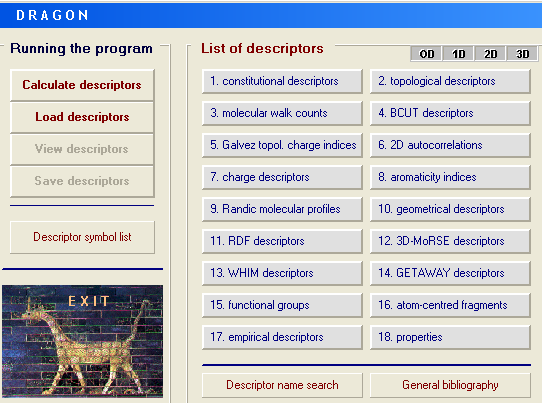 DRAGON
Running the program
Calculate descriptors
Load descriptors
View descriptors
Save descriptors
Descriptor symbol list
EXIT
List of descriptors
0D 1D 2D 3D
1. constitutional descriptors
2. topological descriptors
3. molecular walk counts
4. BCUT descriptors
5. Galvez topol. charge indices
6. 2D autocorrelations
7. charge descriptors
8. aromaticity indices
9. Randic molecular profiles
10. geometrical descriptors
11. RDF descriptors
12. 3D-MoRSE descriptors
13. WHIM descriptors
14. GETAWAY descriptors
15. functional groups
16. atom-centred fragments
17. empirical descriptors
18. properties
Descriptor name search
General bibliography